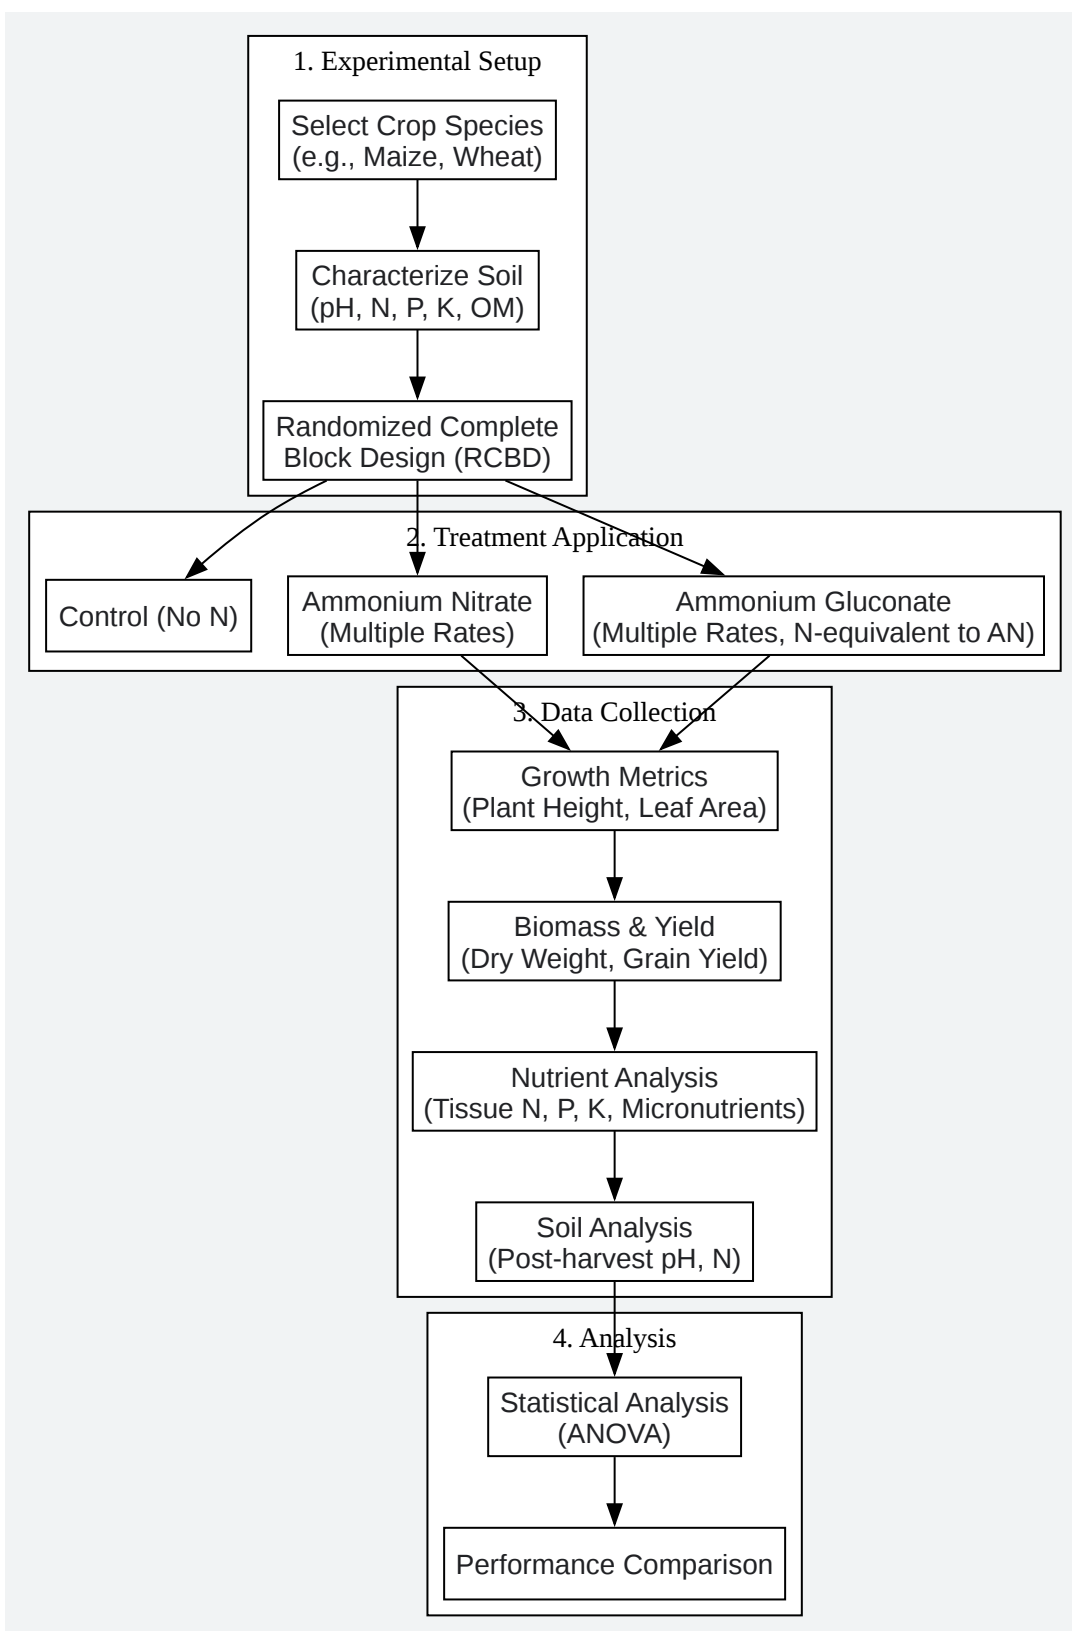 1. Experimental Setup
Select Crop Species
(e.g., Maize, Wheat)
Characterize Soil
(pH, N, P, K, OM)
Randomized Complete
Block Design (RCBD)
2. Treatment Application
Control (No N)
Ammonium Nitrate
(Multiple Rates)
Ammonium Gluconate
(Multiple Rates, N-equivalent to AN)
3. Data Collection
Growth Metrics
(Plant Height, Leaf Area)
Biomass & Yield
(Dry Weight, Grain Yield)
Nutrient Analysis
(Tissue N, P, K, Micronutrients)
Soil Analysis
(Post-harvest pH, N)
4. Analysis
Statistical Analysis
(ANOVA)
Performance Comparison